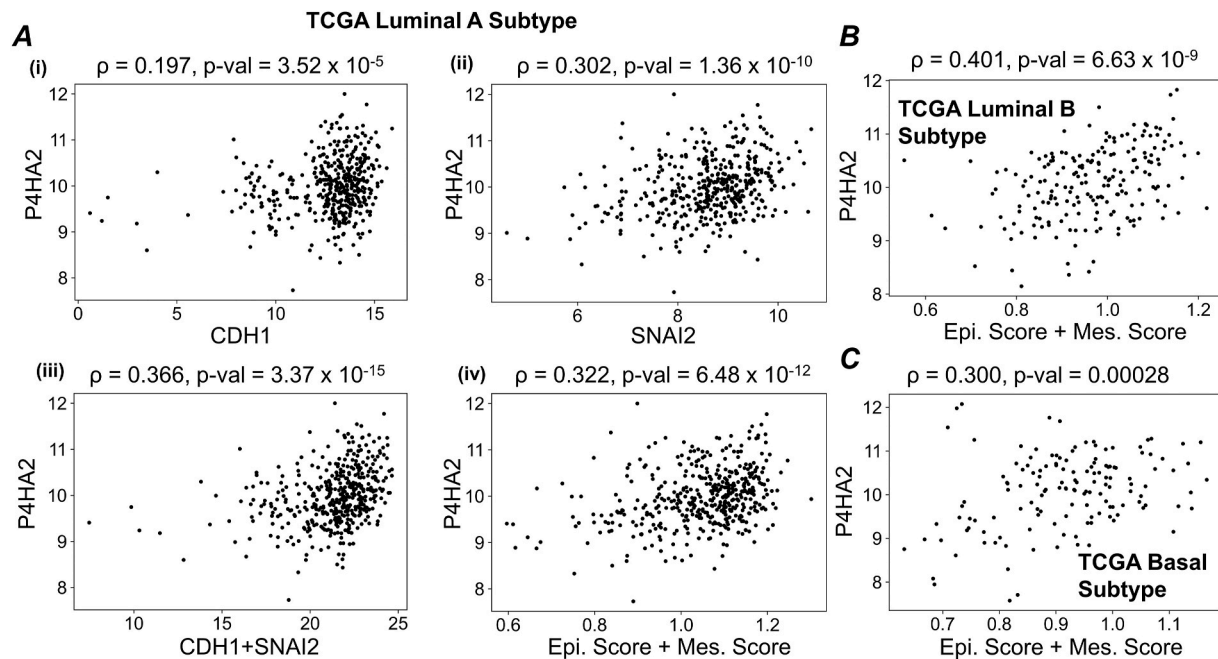 TCGA Luminal A Subtype
A
(i)
ρ = 0.197, p-val = 3.52 x 10-5
P4HA2
12
11
10
9
8
0
5
10
15
CDH1
(ii)
ρ = 0.302, p-val = 1.36 x 10-10
P4HA2
12
11
10
9
8
6
8
10
SNAI2
(iii)
ρ = 0.366, p-val = 3.37 x 10-15
P4HA2
12
11
10
9
8
10
15
20
25
CDH1+SNAI2
(iv)
ρ = 0.322, p-val = 6.48 x 10-12
P4HA2
12
11
10
9
8
0.6
0.8
1.0
1.2
Epi. Score + Mes. Score
B
ρ = 0.401, p-val = 6.63 x 10-9
TCGA Luminal B
Subtype
P4HA2
12
11
10
9
8
0.6
0.8
1.0
1.2
Epi. Score + Mes. Score
C
ρ = 0.300, p-val = 0.00028
P4HA2
12
11
10
9
8
TCGA Basal
Subtype
0.7
0.8
0.9
1.0
1.1
Epi. Score + Mes. Score